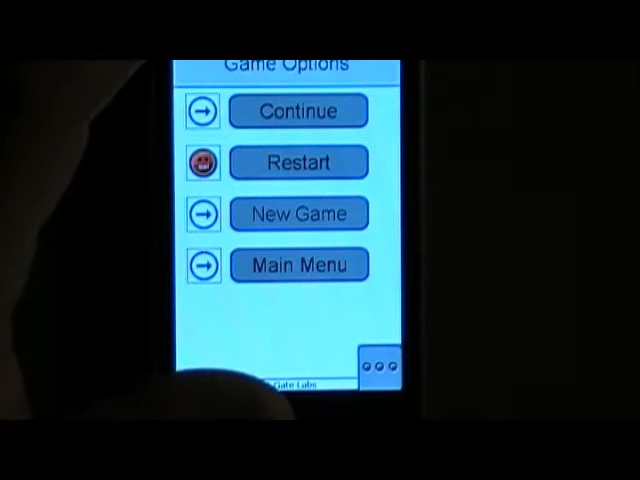 Game Options
Continue
Restart
New Game
Main Menu
Gate Labs